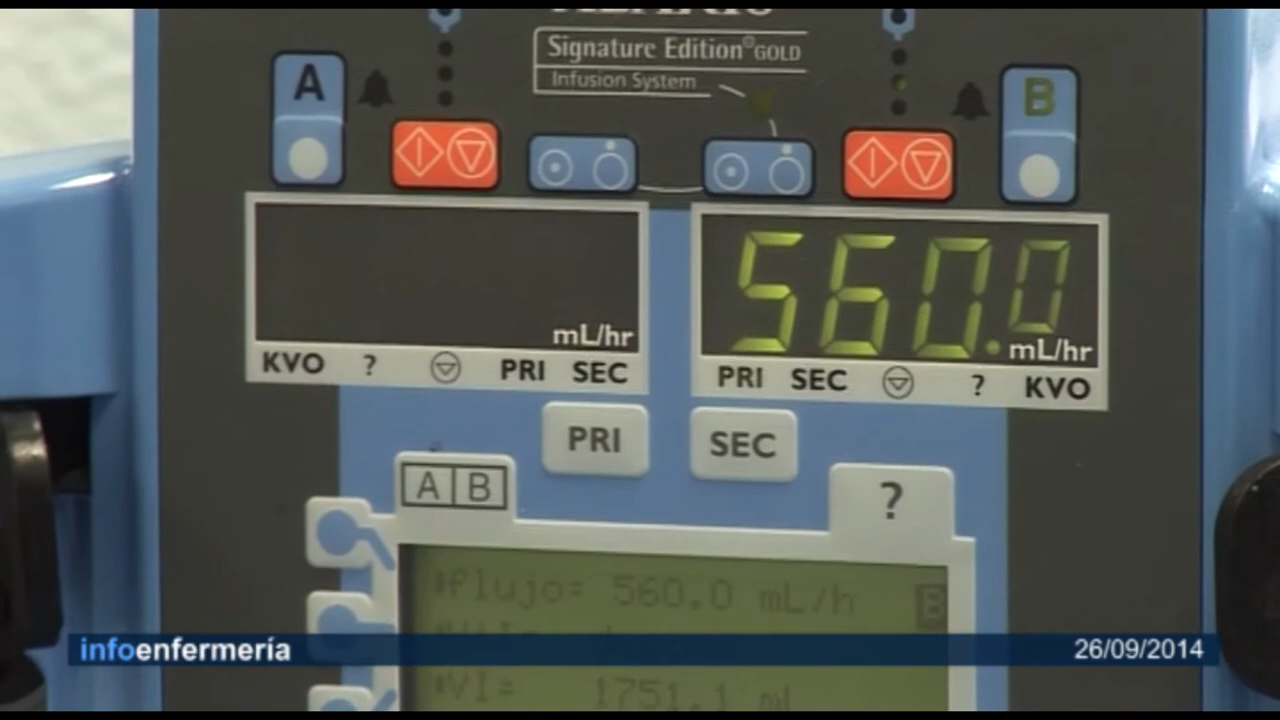 Signature Edition® GOLD
Infusion System
A
B
5600.0
mL/hr
mL/hr
KVO ? PRI SEC
PRI SEC ? KVO
PRI
SEC
A B
?
flujo= 560.0 mL/h
B
infoenfermería
26/09/2014
VI= 1751.1 mL